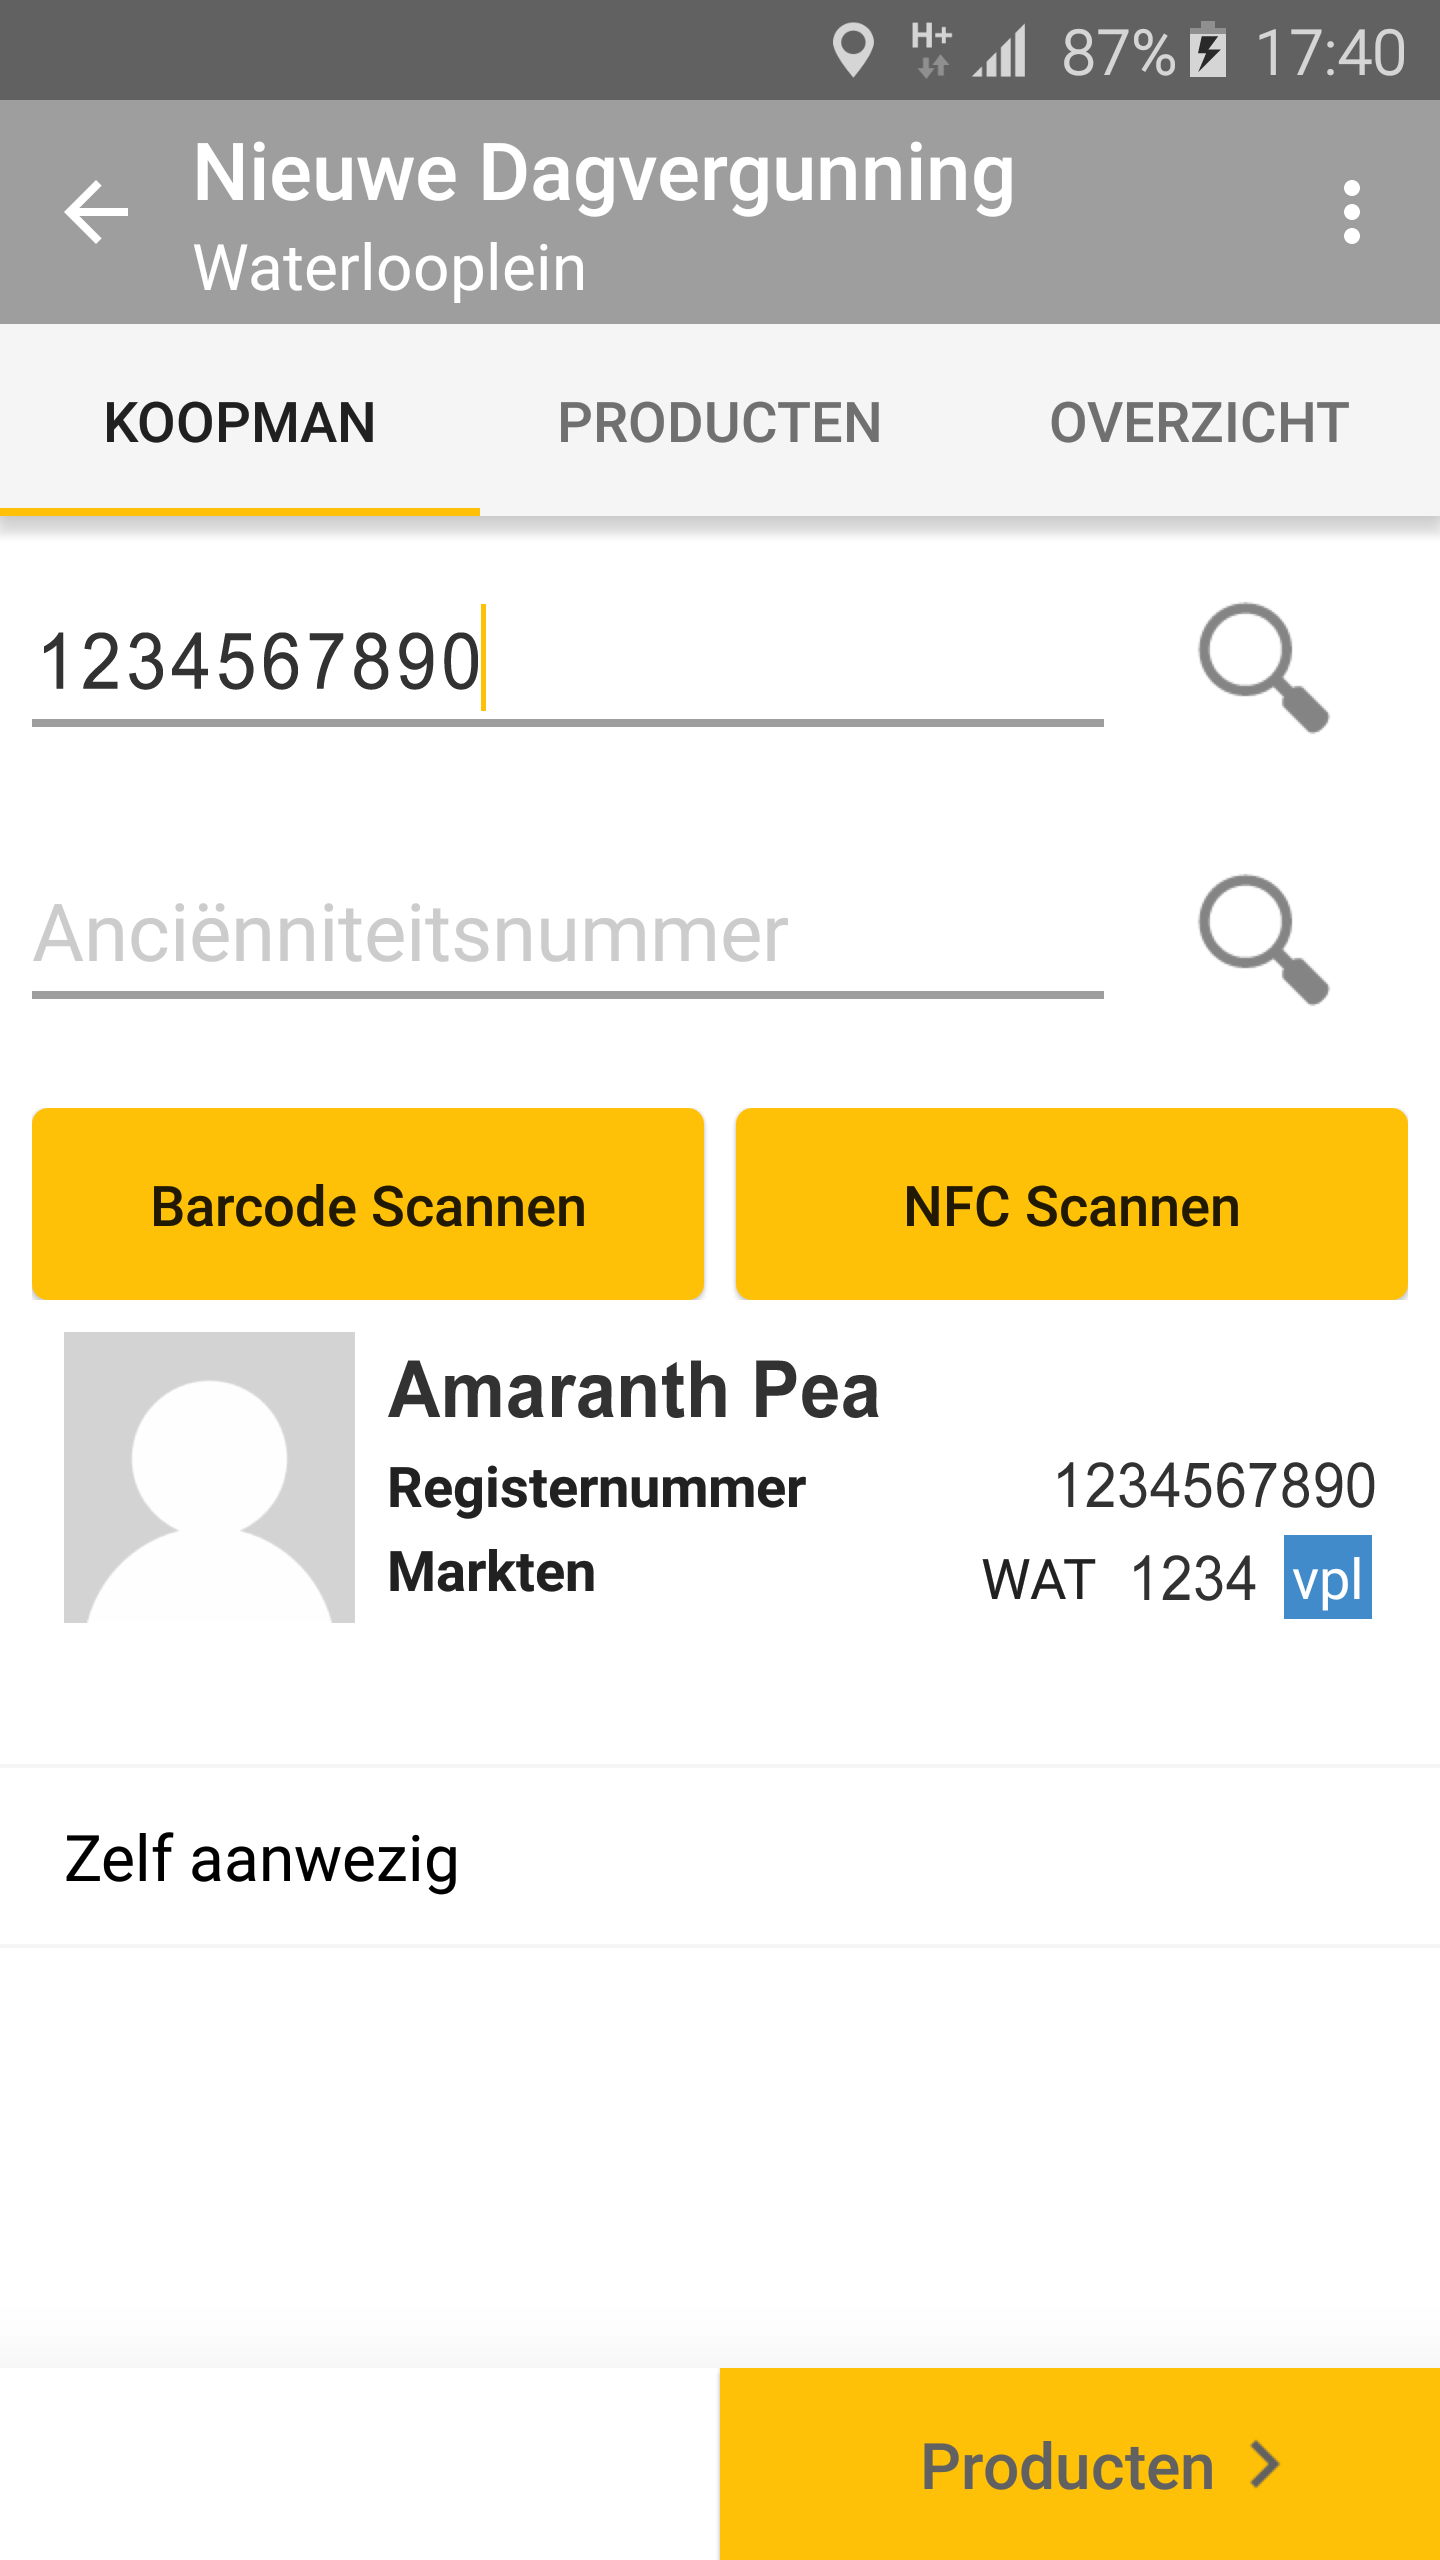 H+ 87% 17:40
Nieuwe Dagvergunning
Waterlooplein
KOOPMAN PRODUCTEN OVERZICHT
1234567890
Anciënniteitsnummer
Barcode Scannen NFC Scannen
Amaranth Pea
Registernummer 1234567890
Markten WAT 1234 vpl
Zelf aanwezig
Producten